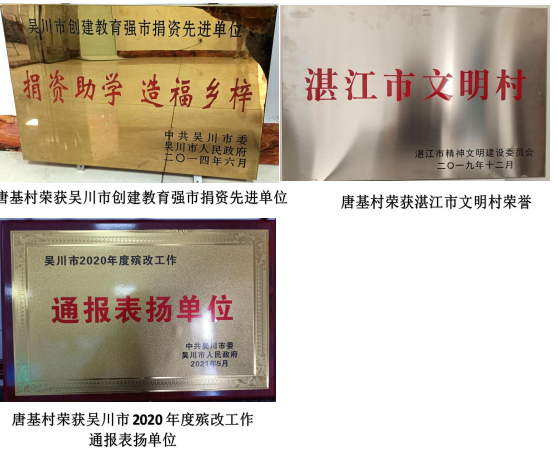 吴川市创建教育强市捐资先进单位
捐资助学 造福乡梓
中共吴川市委
吴川市人民政府
二〇一四年六月
唐基村荣获吴川市创建教育强市捐资先进单位
湛江市文明村
湛江市精神文明建设委员会
二〇一九年十二月
唐基村荣获湛江市文明村荣誉
吴川市2020年度殡改工作
通报表扬单位
中共吴川市委
吴川市人民政府
2021年5月
唐基村荣获吴川市 2020 年度殡改工作
通报表扬单位